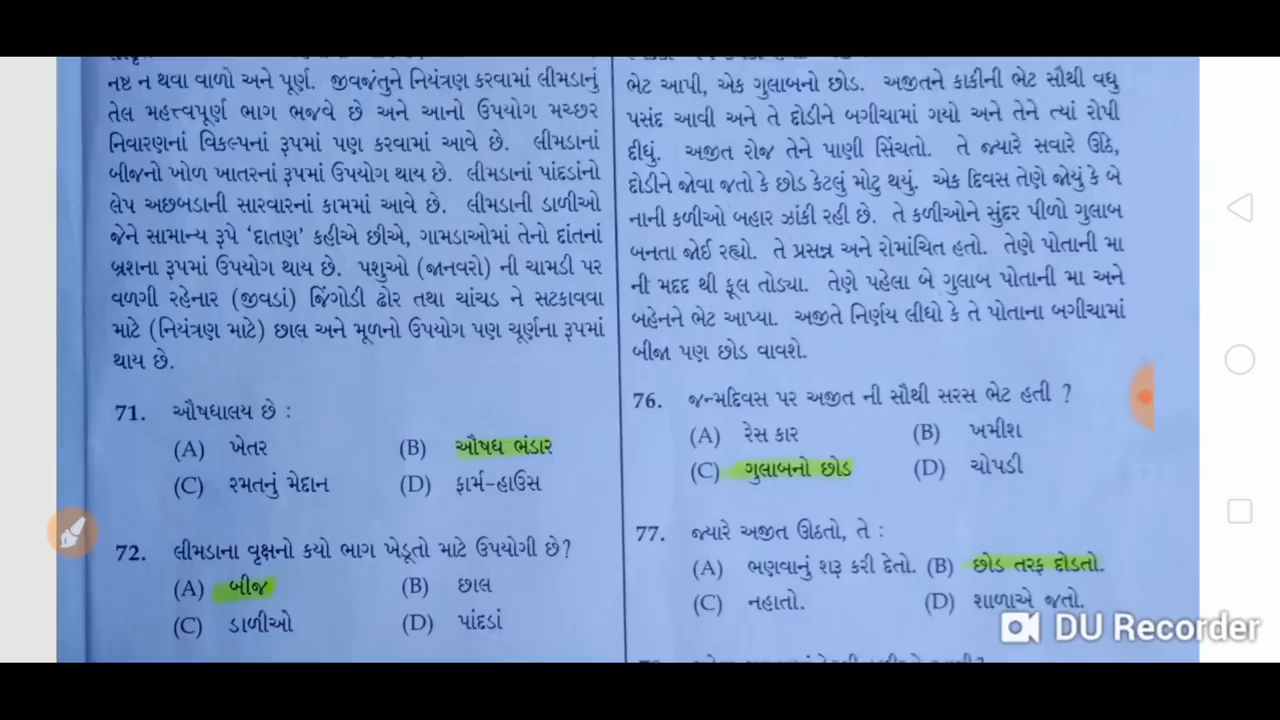 નષ્ટ ન થવા વાળો અને પૂર્ણ. જીવજંતુને નિયંત્રણ કરવામાં લીમડાનું
તેલ મહત્ત્વપૂર્ણ ભાગ ભજવે છે અને આનો ઉપયોગ મચ્છર
નિવારણનાં વિકલ્પનાં રૂપમાં પણ કરવામાં આવે છે. લીમડાનાં
બીજનો ખોળ ખાતરનાં રૂપમાં ઉપયોગ થાય છે. લીમડાનાં પાંદડાંનો
લેપ અછબડાની સારવારનાં કામમાં આવે છે. લીમડાની ડાળીઓ
જેને સામાન્ય રૂપે ‘દાતણ’ કહીએ છીએ, ગામડાઓમાં તેનો દાંતનાં
બ્રશના રૂપમાં ઉપયોગ થાય છે. પશુઓ (જાનવરો) ની ચામડી પર
વળગી રહેનાર (જીવડાં) જિંગોડી ઢોર તથા ચાંચડ ને સટકાવવા
માટે (નિયંત્રણ માટે) છાલ અને મૂળનો ઉપયોગ પણ ચૂર્ણના રૂપમાં
થાય છે.
71. ઔષધાલય છે :
(A) ખેતર (B) ઔષધ ભંડાર
(C) રમતનું મેદાન (D) ફાર્મ-હાઉસ
72. લીમડાના વૃક્ષનો કયો ભાગ ખેડૂતો માટે ઉપયોગી છે?
(A) બીજ (B) છાલ
(C) ડાળીઓ (D) પાંદડાં
ભેટ આપી, એક ગુલાબનો છોડ. અજીતને કાકીની ભેટ સૌથી વધુ
પસંદ આવી અને તે દોડીને બગીચામાં ગયો અને તેને ત્યાં રોપી
દીધું. અજીત રોજ તેને પાણી સિંચતો. તે જ્યારે સવારે ઊઠે,
દોડીને જોવા જતો કે છોડ કેટલું મોટુ થયું. એક દિવસ તેણે જોયું કે બે
નાની કળીઓ બહાર ઝાંકી રહી છે. તે કળીઓને સુંદર પીળો ગુલાબ
બનતા જોઈ રહ્યો. તે પ્રસન્ન અને રોમાંચિત હતો. તેણે પોતાની મા
ની મદદ થી ફૂલ તોડ્યા. તેણે પહેલા બે ગુલાબ પોતાની મા અને
બહેનને ભેટ આપ્યા. અજીતે નિર્ણય લીધો કે તે પોતાના બગીચામાં
બીજા પણ છોડ વાવશે.
76. જન્મદિવસ પર અજીત ની સૌથી સરસ ભેટ હતી ?
(A) રેસ કાર (B) ખમીશ
(C) ગુલાબનો છોડ (D) ચોપડી
77. જ્યારે અજીત ઊઠતો, તે :
(A) ભણવાનું શરૂ કરી દેતો. (B) છોડ તરફ દોડતો.
(C) નહાતો. (D) શાળાએ જતો.
DU Recorder